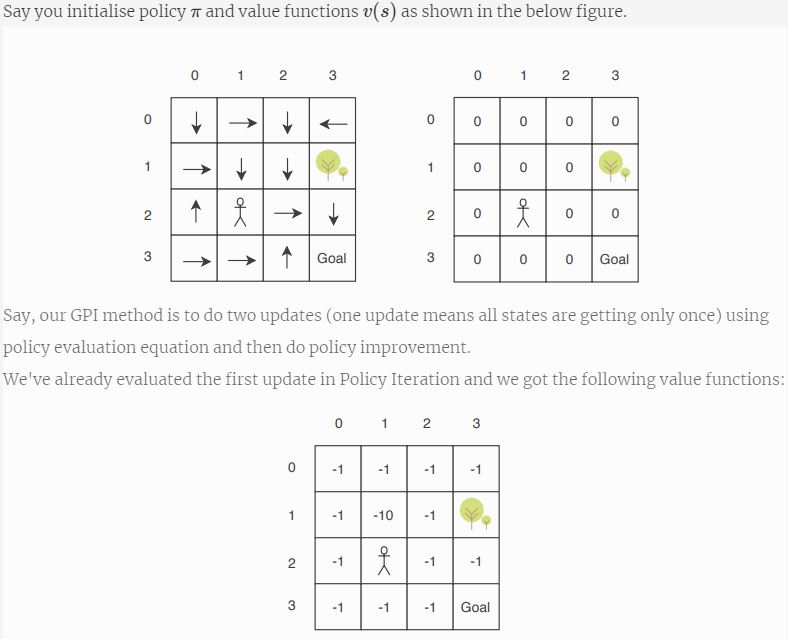 Say you initialise policy π and value functions v(s) as shown in the below figure.
0 1 2 3
0
1
2
3 Goal
0 1 2 3
0 0 0 0 0
1 0 0 0
2 0 0 0
3 0 0 0 Goal
Say, our GPI method is to do two updates (one update means all states are getting only once) using
policy evaluation equation and then do policy improvement.
We've already evaluated the first update in Policy Iteration and we got the following value functions:
0 1 2 3
0 -1 -1 -1 -1
1 -1 -10 -1
2 -1 -1 -1
3 -1 -1 -1 Goal